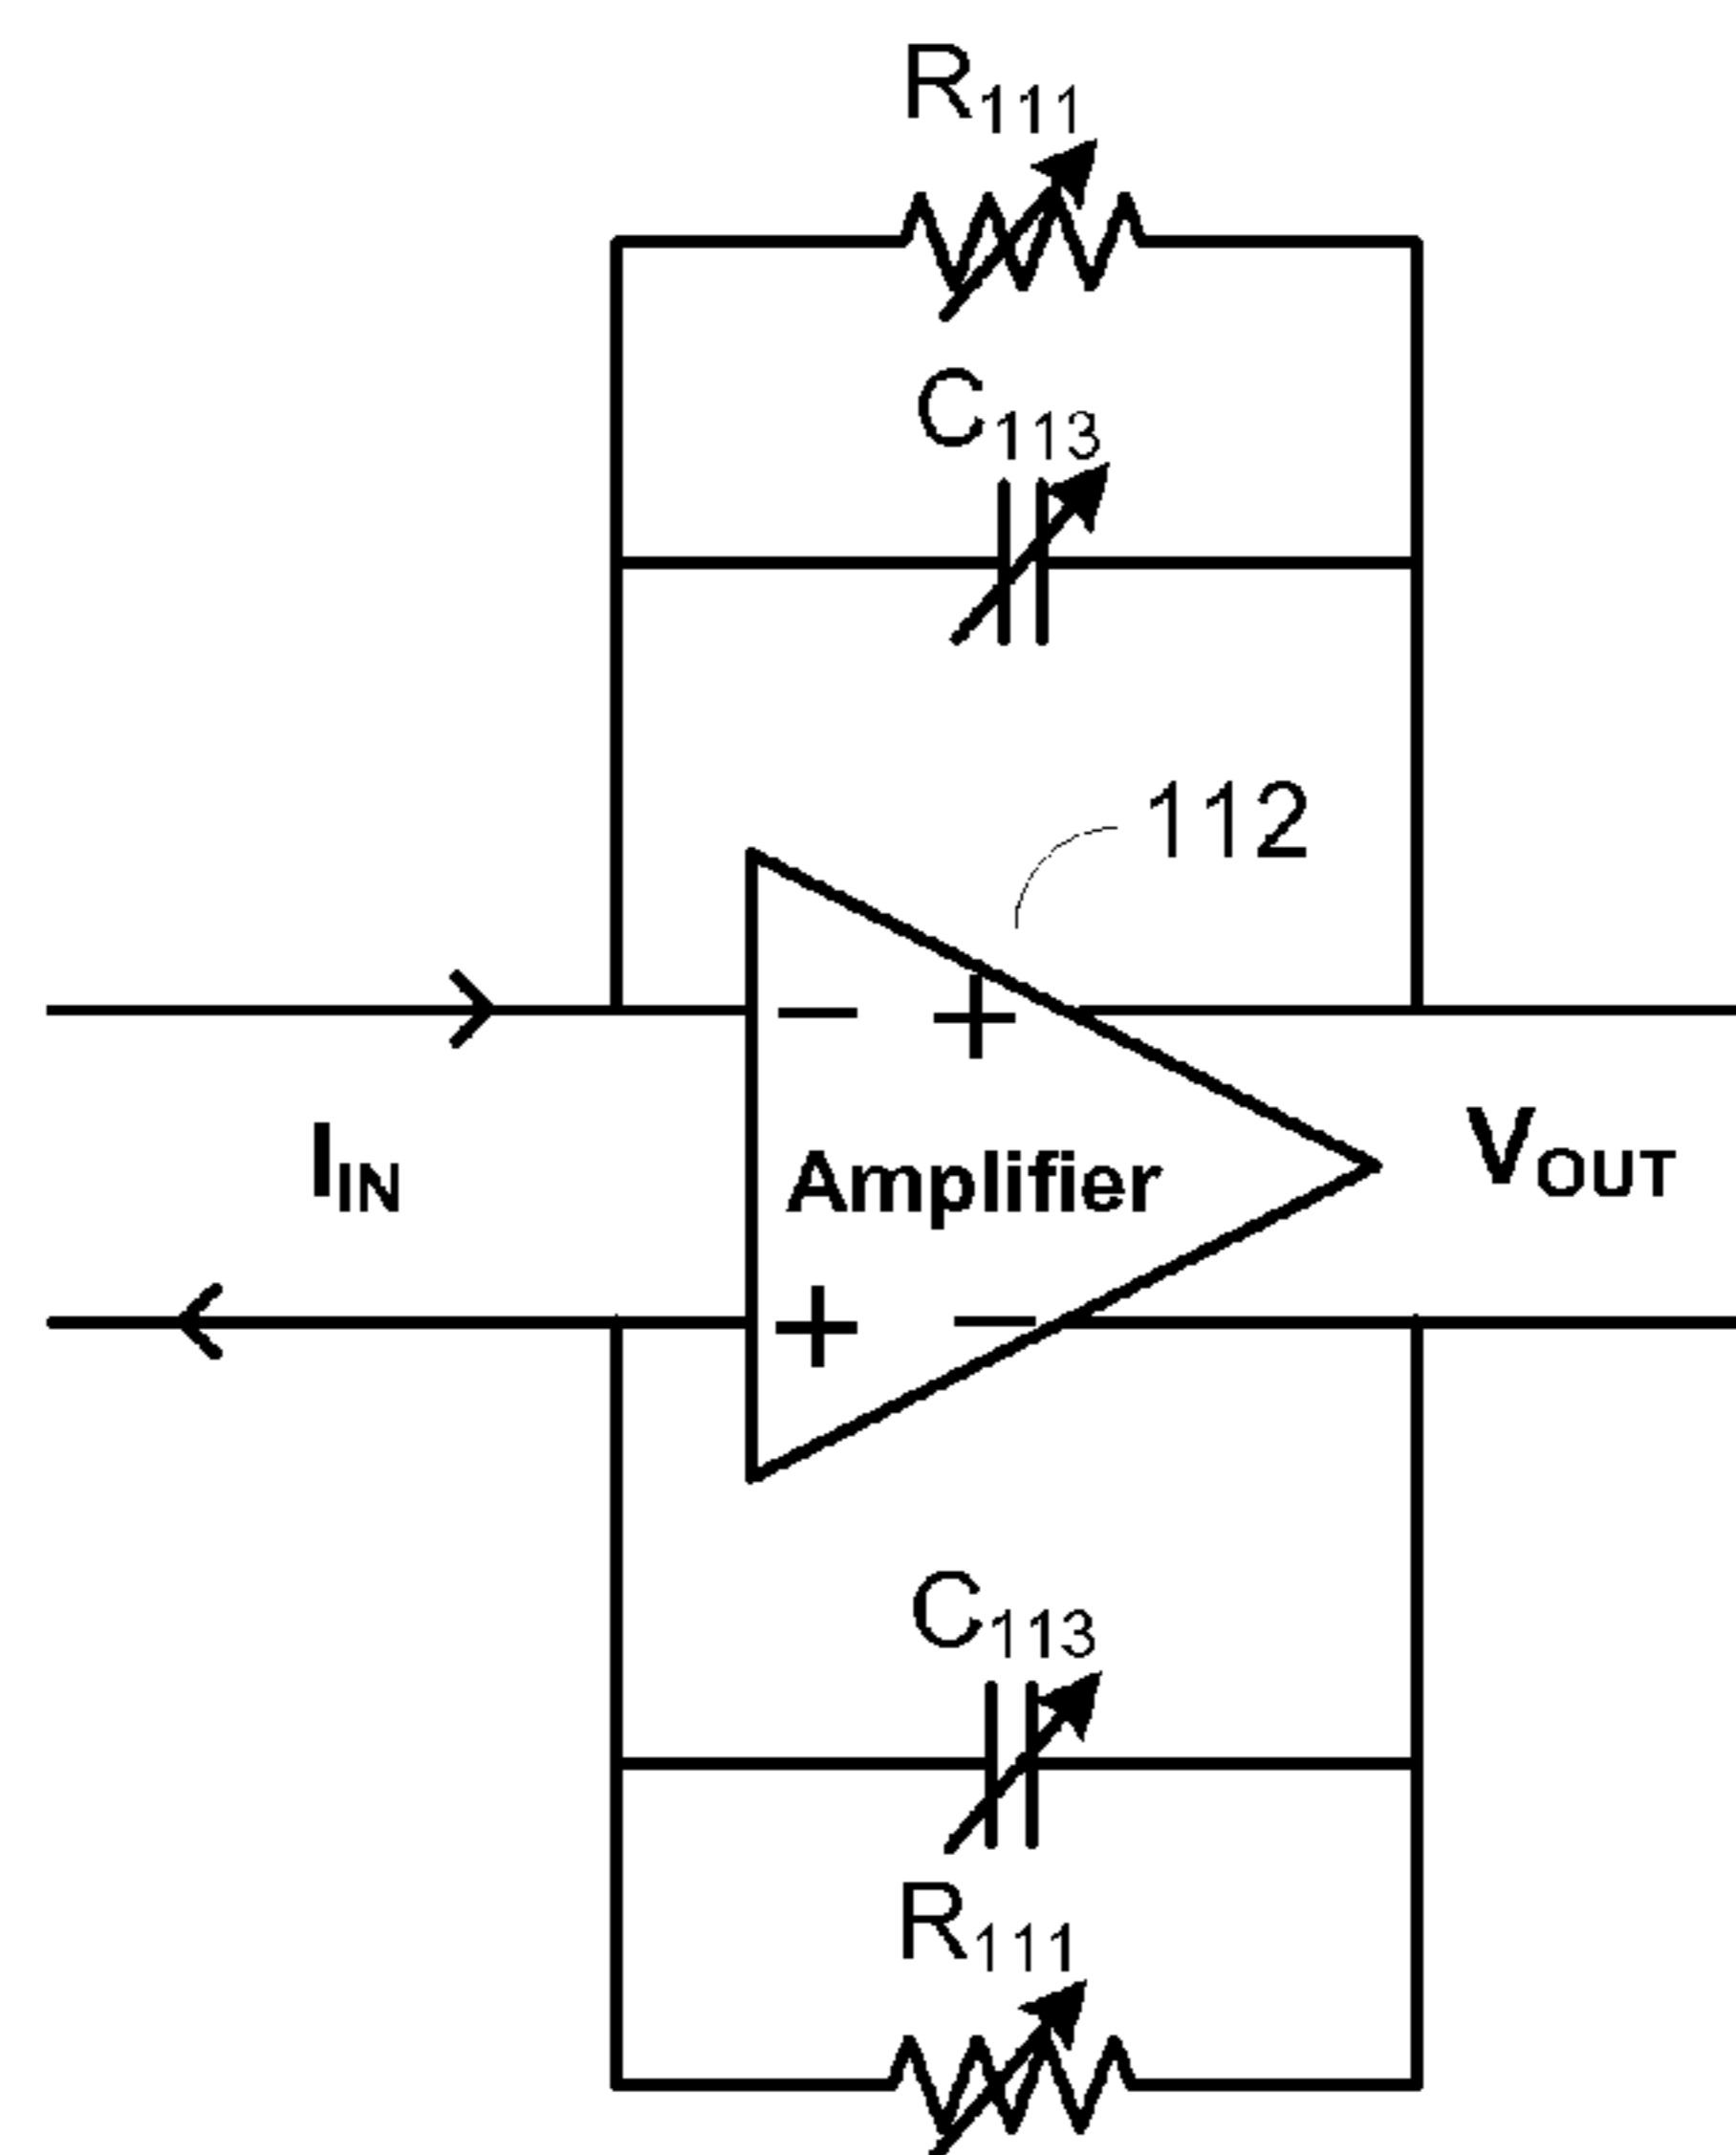 R111
C113
112
− +
IIN
Amplifier
VOUT
+ −
C113
R111